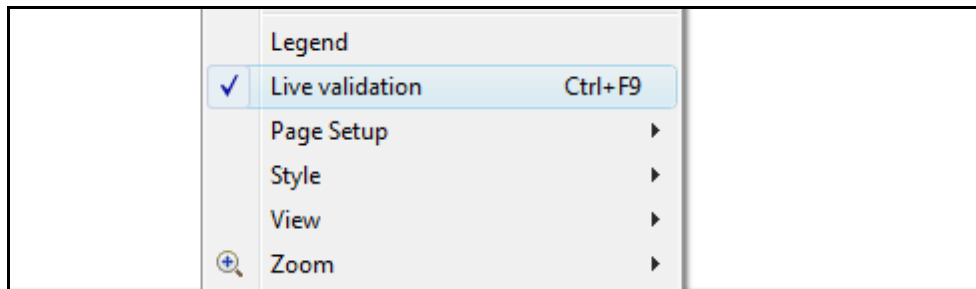 Legend
Live validation Ctrl+F9
Page Setup
Style
View
Zoom